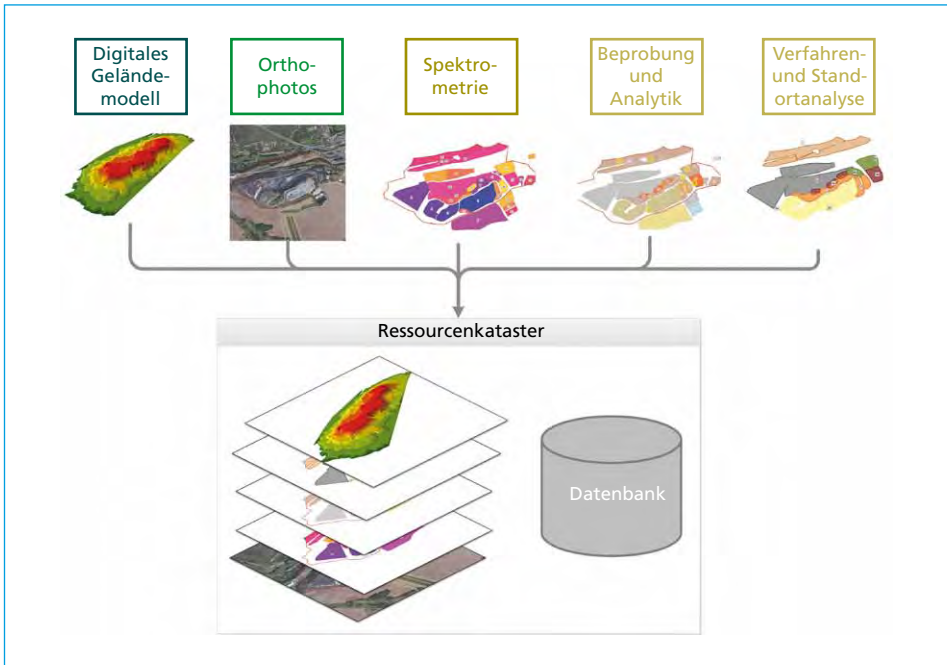 Digitales
Gelände-
modell
Ortho-
photos
Spektro-
metrie
Beprobung
und
Analytik
Verfahren-
und Stand-
ortanalyse
Ressourcenkataster
Datenbank